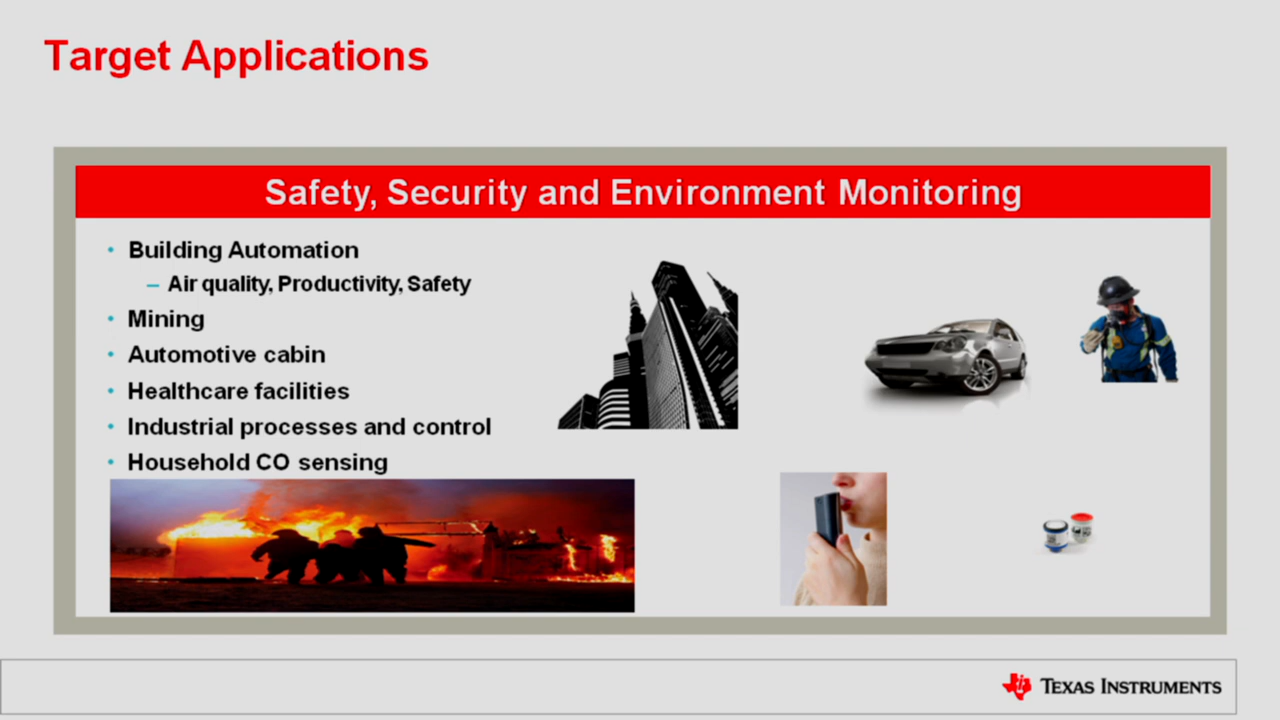 Target Applications
Safety, Security and Environment Monitoring
• Building Automation
– Air quality, Productivity, Safety
• Mining
• Automotive cabin
• Healthcare facilities
• Industrial processes and control
• Household CO sensing
TEXAS INSTRUMENTS